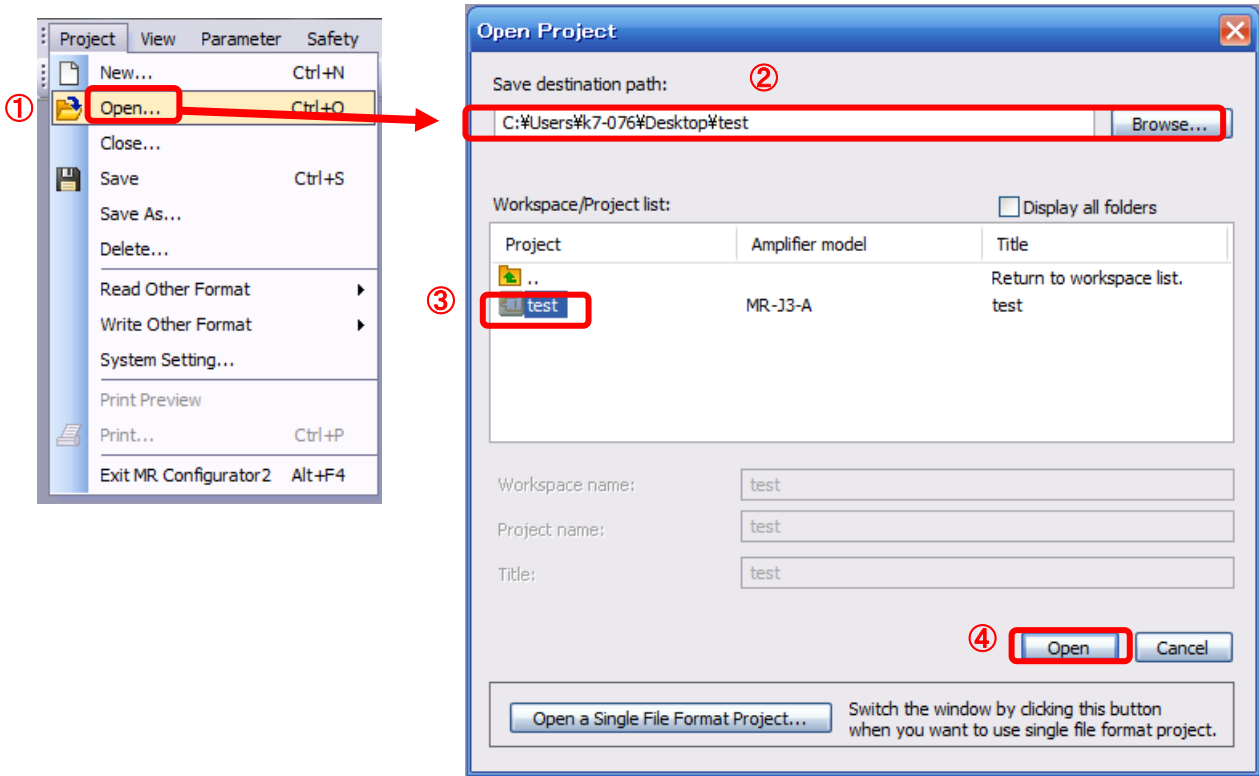 Project View Parameter Safety
New... Ctrl+N
① Open... Ctrl+O
Close...
Save Ctrl+S
Save As...
Delete...
Read Other Format
Write Other Format
System Setting...
Print Preview
Print... Ctrl+P
Exit MR Configurator2 Alt+F4
Open Project
②
Save destination path:
C:¥Users¥k7-076¥Desktop¥test Browse...
Workspace/Project list: Display all folders
Project Amplifier model Title
.. Return to workspace list.
③ test MR-J3-A test
Workspace name: test
Project name: test
Title: test
④ Open Cancel
Open a Single File Format Project...
Switch the window by clicking this button
when you want to use single file format project.